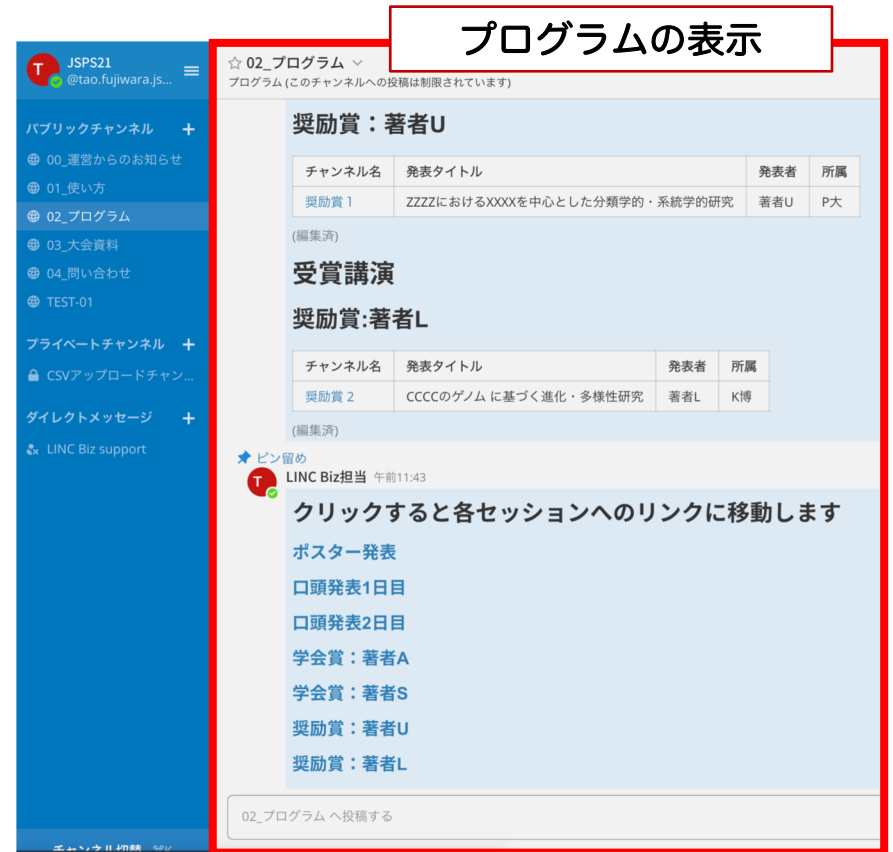 プログラムの表示
JSPS21
@tao.fujiwara.js...
パブリックチャンネル +
00_運営からのお知らせ
01_使い方
02_プログラム
03_大会資料
04_問い合わせ
TEST-01
プライベートチャンネル +
CSVアップロードチャン...
ダイレクトメッセージ +
LINC Biz support
チャンネル切替 ⌘K
02_プログラム
プログラム (このチャンネルへの投稿は制限されています)
奨励賞：著者U
チャンネル名 発表タイトル 発表者 所属
奨励賞 1 ZZZZにおけるXXXXを中心とした分類学的・系統学的研究 著者U P大
(編集済)
受賞講演
奨励賞:著者L
チャンネル名 発表タイトル 発表者 所属
奨励賞 2 CCCCのゲノム に基づく進化・多様性研究 著者L K博
(編集済)
ピン留め
T LINC Biz担当 午前11:43
クリックすると各セッションへのリンクに移動します
ポスター発表
口頭発表1日目
口頭発表2日目
学会賞：著者A
学会賞：著者S
奨励賞：著者U
奨励賞：著者L
02_プログラム へ投稿する